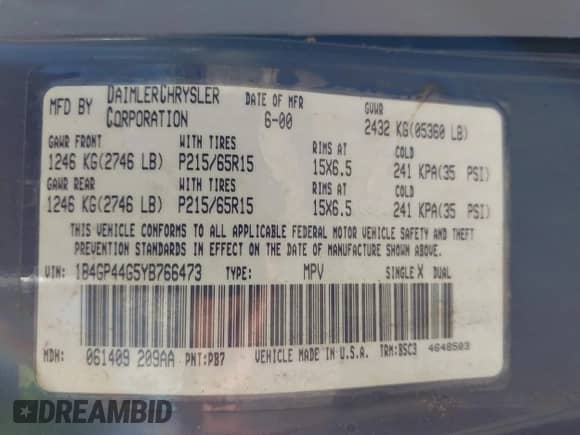 MFD BY DAIMLERCHRYSLER CORPORATION DATE OF MFR 6-00 GVWR 2432 KG(05360 LB)
GAWR FRONT WITH TIRES RIMS AT COLD
1246 KG(2746 LB) P215/65R15 15X6.5 241 KPA(35 PSI)
GAWR REAR WITH TIRES RIMS AT COLD
1246 KG(2746 LB) P215/65R15 15X6.5 241 KPA(35 PSI)
THIS VEHICLE CONFORMS TO ALL APPLICABLE FEDERAL MOTOR VEHICLE SAFETY AND THEFT
PREVENTION STANDARDS IN EFFECT ON THE DATE OF MANUFACTURE SHOWN ABOVE.
VIN: 1B4GP44G5YB766473 TYPE: MPV SINGLE X DUAL
MDH: 061409 209AA PNT:PB7 VEHICLE MADE IN U.S.A. TRM:BSC3 4648503
DREAMBID